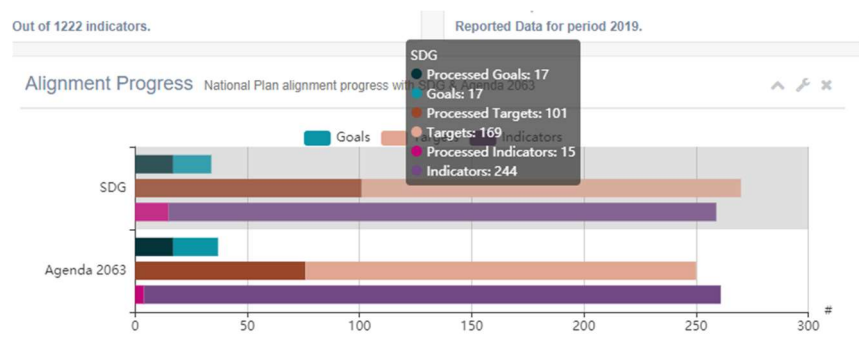 Out of 1222 indicators.
Reported Data for period 2019.
Alignment Progress National Plan alignment progress with SDG & Agenda 2063
SDG
Processed Goals: 17
Goals: 17
Processed Targets: 101
Targets: 169
Processed Indicators: 15
Indicators: 244
Goals Targets Indicators
SDG
Agenda 2063
0 50 100 150 200 250 300
#